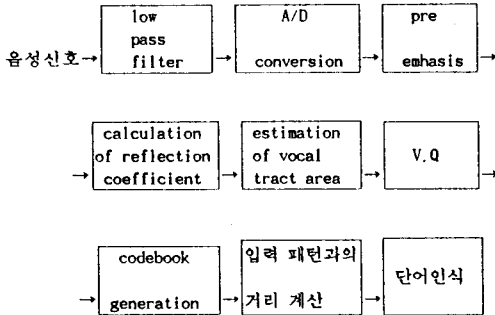 low
pass
filter
A/D
conversion
pre
emhasis
음성신호
calculation
of reflection
coefficient
estimation
of vocal
tract area
V.Q
codebook
generation
입력 패턴과의
거리 계산
단어인식